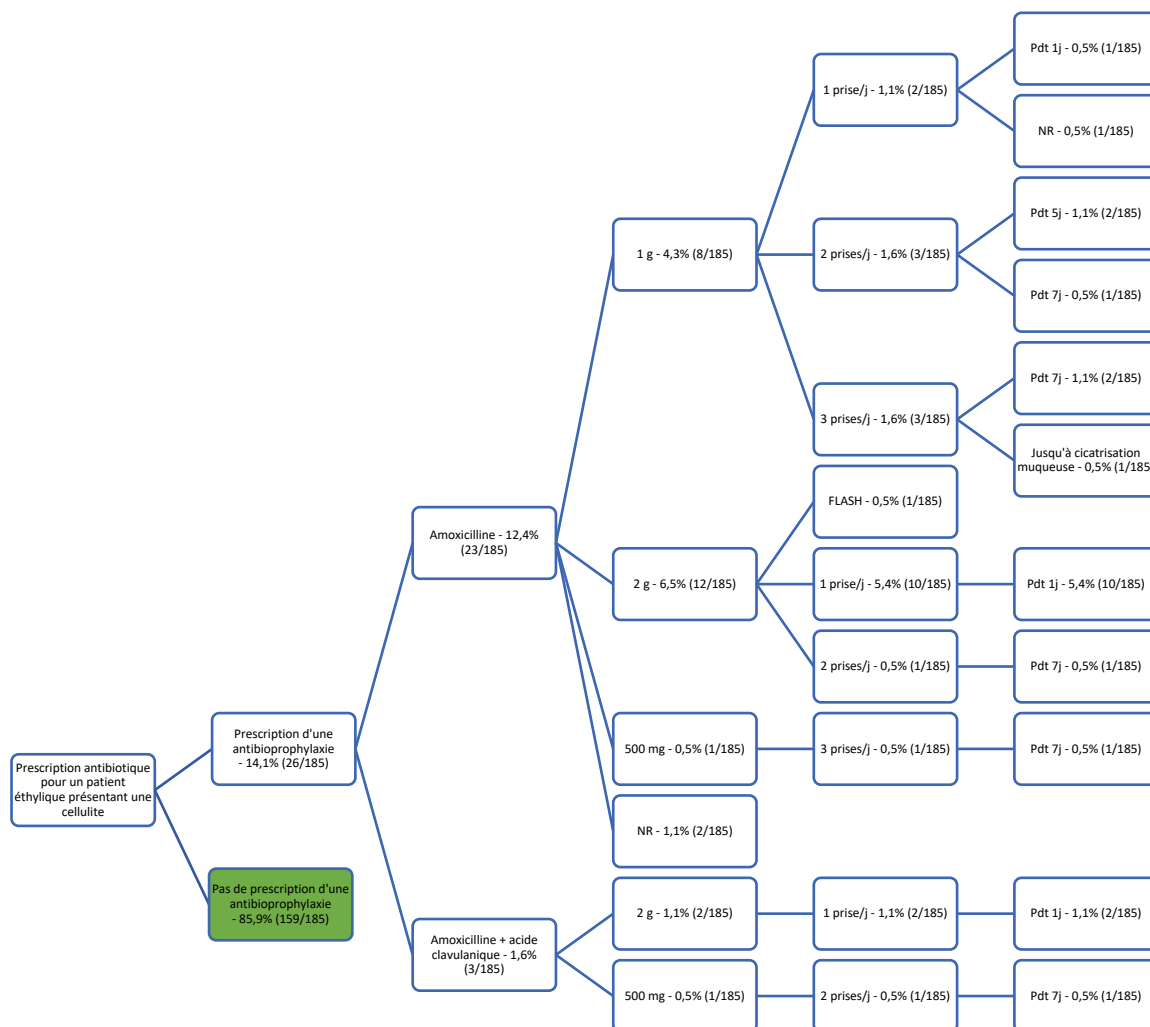 Prescription antibiotique
pour un patient
éthylique présentant une
cellulite
Prescription d'une
antibioprophylaxie
- 14,1% (26/185)
Pas de prescription d'une
antibioprophylaxie
- 85,9% (159/185)
Amoxicilline - 12,4%
(23/185)
Amoxicilline + acide
clavulanique - 1,6%
(3/185)
1 g - 4,3% (8/185)
2 g - 6,5% (12/185)
500 mg - 0,5% (1/185)
NR - 1,1% (2/185)
2 g - 1,1% (2/185)
500 mg - 0,5% (1/185)
1 prise/j - 1,1% (2/185)
2 prises/j - 1,6% (3/185)
3 prises/j - 1,6% (3/185)
FLASH - 0,5% (1/185)
1 prise/j - 5,4% (10/185)
2 prises/j - 0,5% (1/185)
3 prises/j - 0,5% (1/185)
1 prise/j - 1,1% (2/185)
2 prises/j - 0,5% (1/185)
Pdt 1j - 0,5% (1/185)
NR - 0,5% (1/185)
Pdt 5j - 1,1% (2/185)
Pdt 7j - 0,5% (1/185)
Pdt 7j - 1,1% (2/185)
Jusqu'à cicatrisation
muqueuse - 0,5% (1/185
Pdt 1j - 5,4% (10/185)
Pdt 7j - 0,5% (1/185)
Pdt 7j - 0,5% (1/185)
Pdt 1j - 1,1% (2/185)
Pdt 7j - 0,5% (1/185)